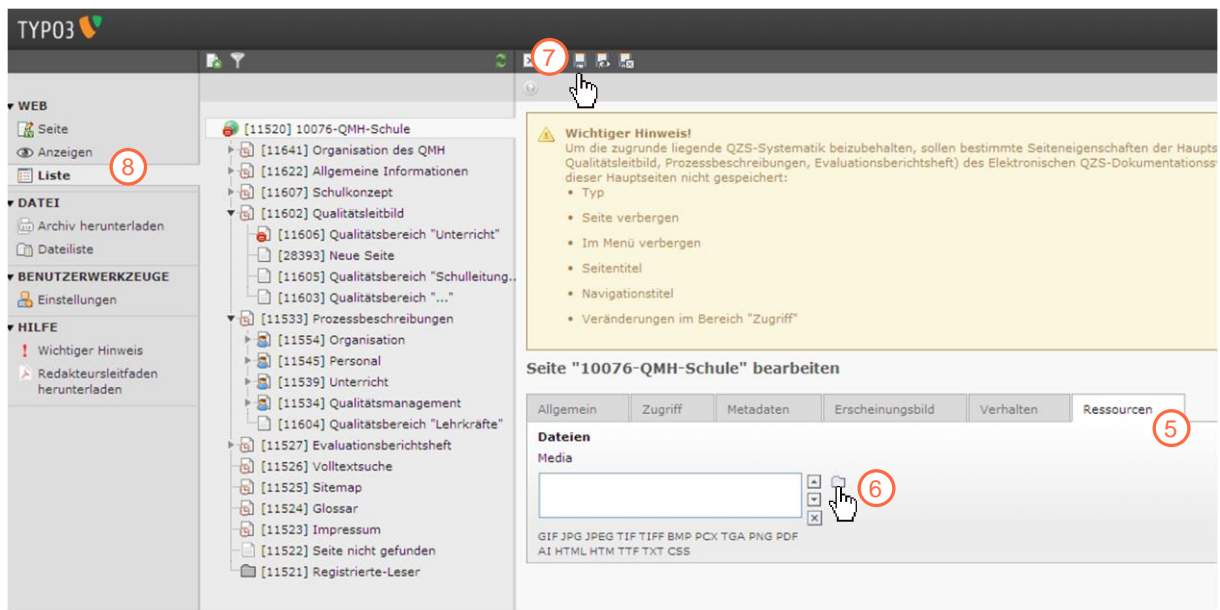 TYPO3
7
WEB
Seite
Anzeigen
8
Liste
DATEI
Archiv herunterladen
Dateiliste
BENUTZERWERKZEUGE
Einstellungen
HILFE
Wichtiger Hinweis
Redakteursleitfaden
herunterladen
[11520] 10076-QMH-Schule
[11641] Organisation des QMH
[11622] Allgemeine Informationen
[11607] Schulkonzept
[11602] Qualitätsleitbild
[11606] Qualitätsbereich "Unterricht"
[28393] Neue Seite
[11605] Qualitätsbereich "Schulleitung..
[11603] Qualitätsbereich "..."
[11533] Prozessbeschreibungen
[11554] Organisation
[11545] Personal
[11539] Unterricht
[11534] Qualitätsmanagement
[11604] Qualitätsbereich "Lehrkräfte"
[11527] Evaluationsberichtsheft
[11526] Volltextsuche
[11525] Sitemap
[11524] Glossar
[11523] Impressum
[11522] Seite nicht gefunden
[11521] Registrierte-Leser
Wichtiger Hinweis!
Um die zugrunde liegende QZS-Systematik beizubehalten, sollen bestimmte Seiteneigenschaften der Haupts
Qualitätsleitbild, Prozessbeschreibungen, Evaluationsberichtsheft) des Elektronischen QZS-Dokumentationss
dieser Hauptseiten nicht gespeichert:
• Typ
• Seite verbergen
• Im Menü verbergen
• Seitentitel
• Navigationstitel
• Veränderungen im Bereich "Zugriff"
Seite "10076-QMH-Schule" bearbeiten
Allgemein Zugriff Metadaten Erscheinungsbild Verhalten Ressourcen
5
Dateien
Media
6
GIF JPG JPEG TIF TIFF BMP PCX TGA PNG PDF
AI HTML HTM TTF TXT CSS